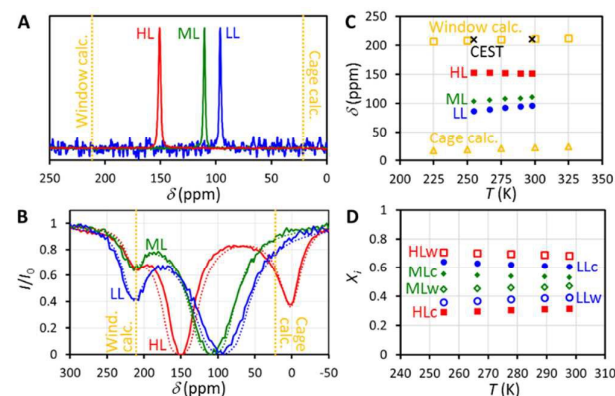 A
HL
ML
LL
Window calc.
Cage calc.
250 200 150 100 50 0
δ (ppm)
B
I/I0
1
0.8
0.6
0.4
0.2
0
ML
LL
HL
Wind. calc.
Cage calc.
300 250 200 150 100 50 0 -50
δ (ppm)
C
δ (ppm)
250
200
150
100
50
0
Window calc.
CEST
HL
ML
LL
Cage calc.
200 225 250 275 300 325 350
T (K)
D
Xi
1
0.8
0.6
0.4
0.2
0
HLw
LLc
MLc
MLw
LLw
HLc
240 250 260 270 280 290 300 310
T (K)